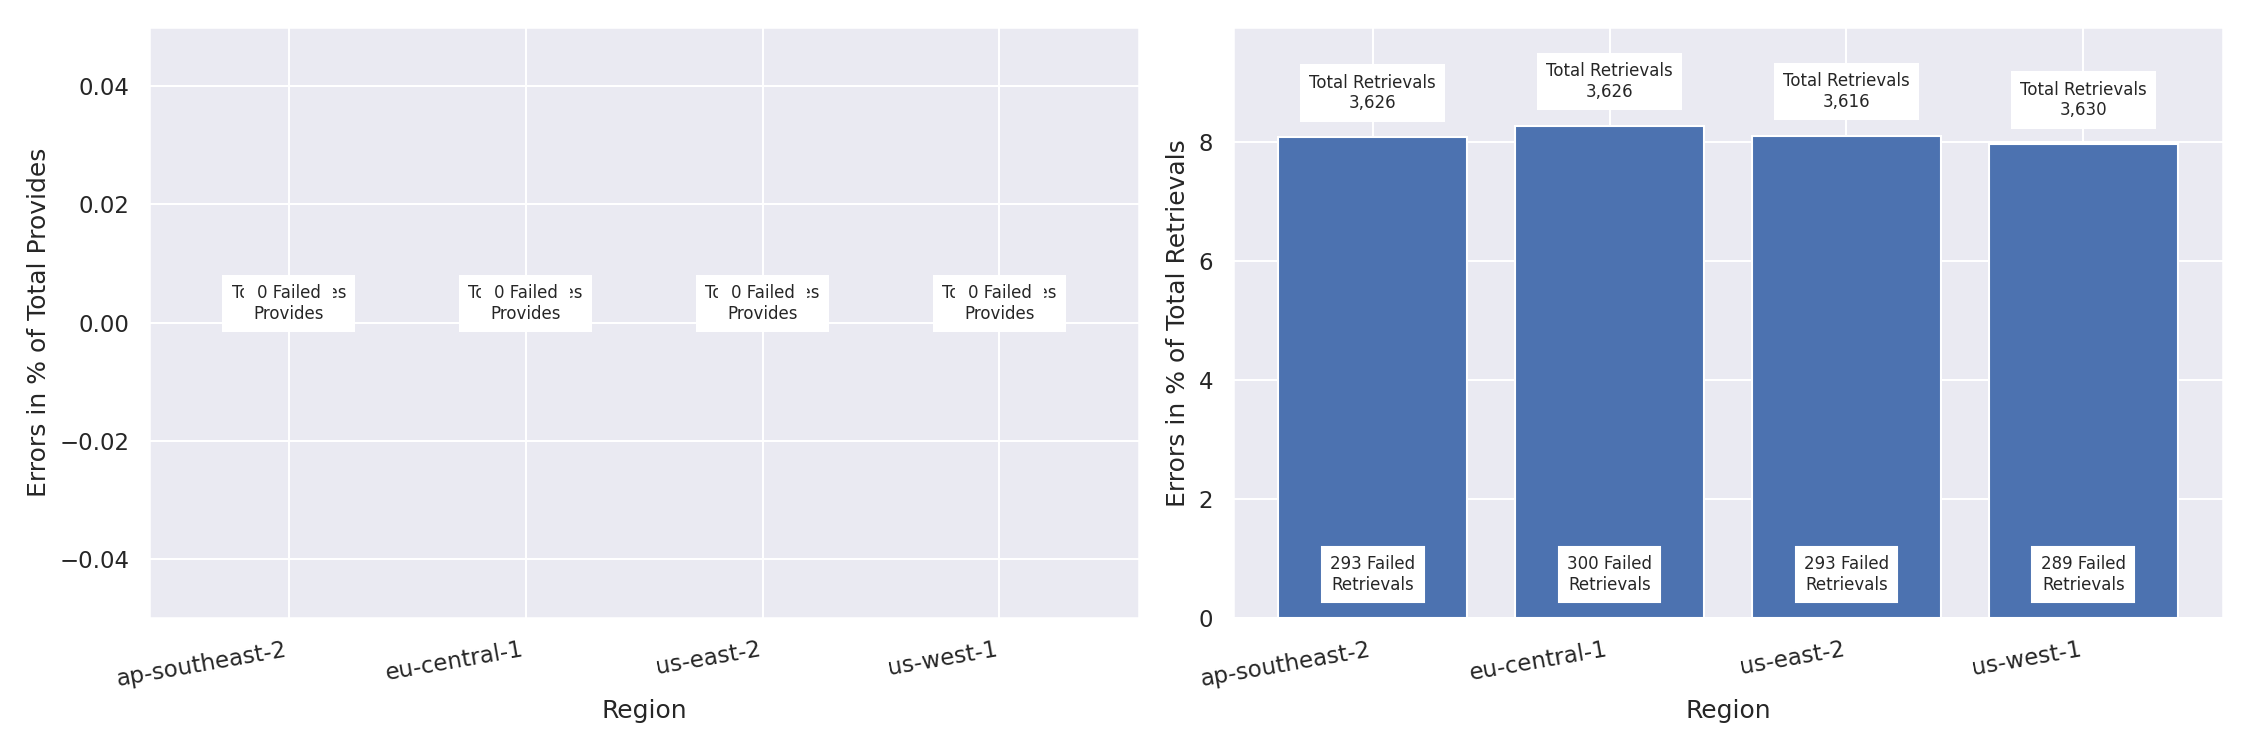 Errors in % of Total Provides
0.04
0.02
0.00
−0.02
−0.04
0 Failed
Provides
0 Failed
Provides
0 Failed
Provides
0 Failed
Provides
ap-southeast-2
eu-central-1
us-east-2
us-west-1
Region
Errors in % of Total Retrievals
8
6
4
2
0
Total Retrievals
3,626
Total Retrievals
3,626
Total Retrievals
3,616
Total Retrievals
3,630
293 Failed
Retrievals
300 Failed
Retrievals
293 Failed
Retrievals
289 Failed
Retrievals
ap-southeast-2
eu-central-1
us-east-2
us-west-1
Region